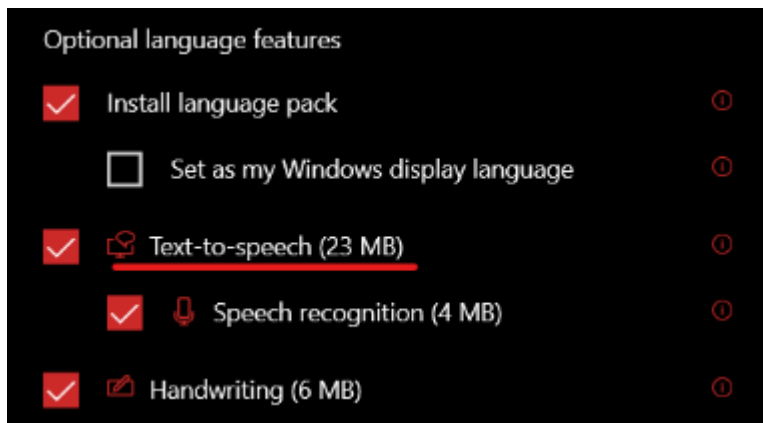 Optional language features
Install language pack
Set as my Windows display language
Text-to-speech (23 MB)
Speech recognition (4 MB)
Handwriting (6 MB)